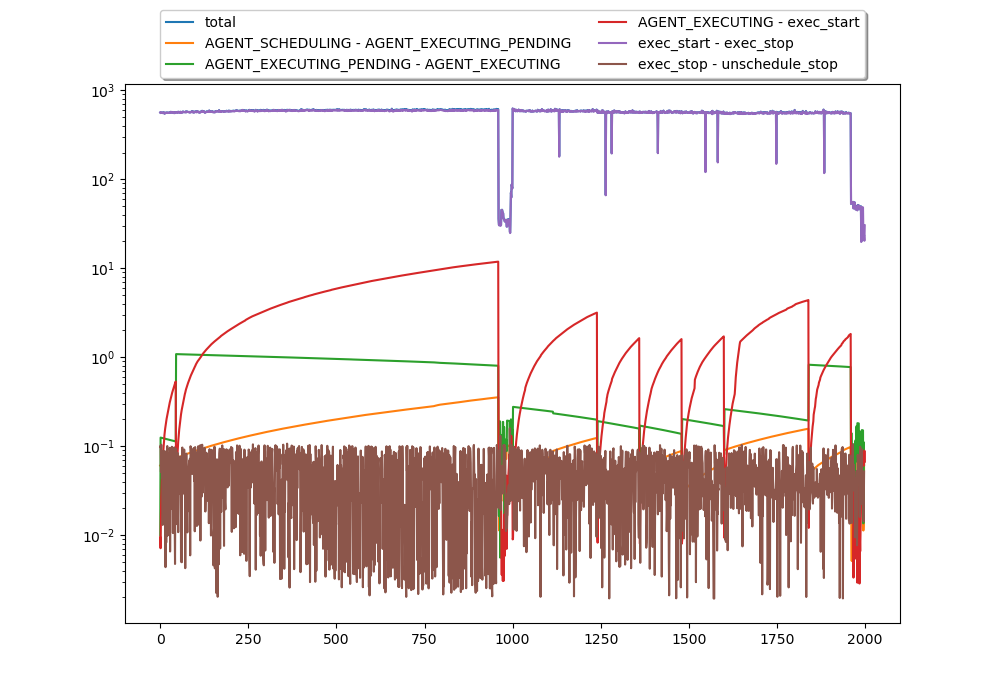 total
AGENT_SCHEDULING - AGENT_EXECUTING_PENDING
AGENT_EXECUTING_PENDING - AGENT_EXECUTING
AGENT_EXECUTING - exec_start
exec_start - exec_stop
exec_stop - unschedule_stop
10³
10²
10¹
10⁰
10⁻¹
10⁻²
0 250 500 750 1000 1250 1500 1750 2000